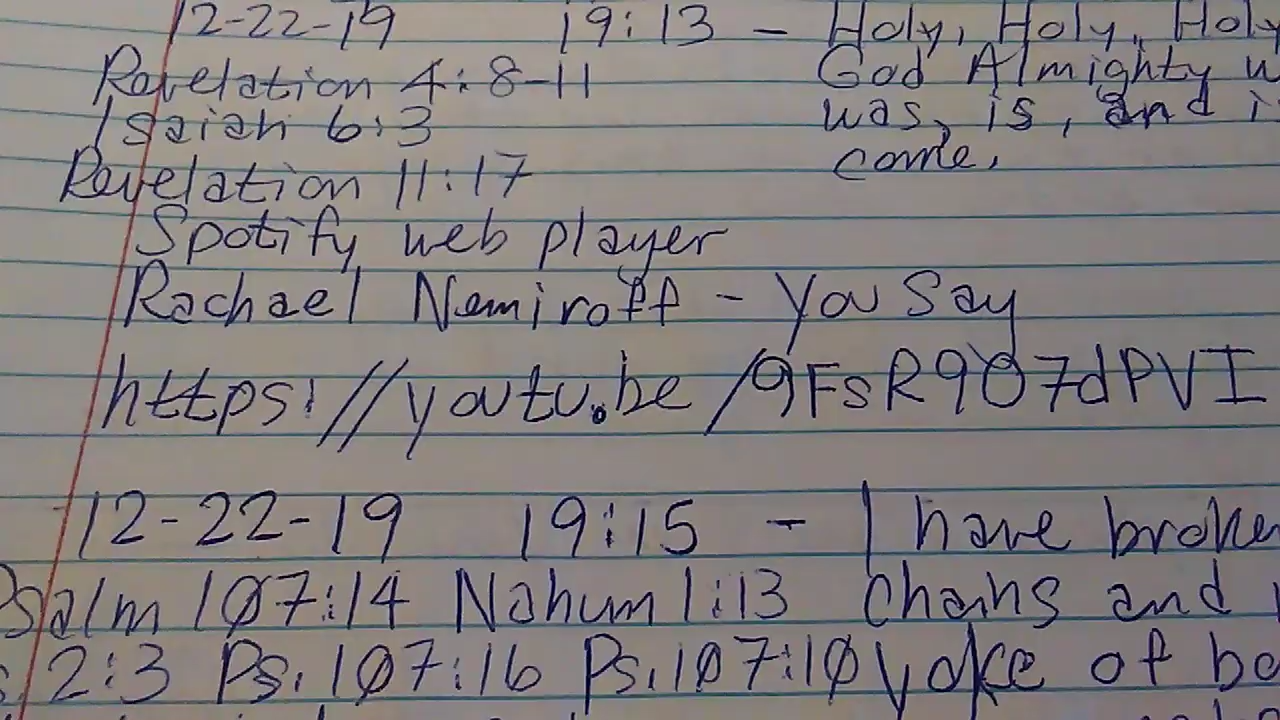 12-22-19 19:13 - Holy, Holy, Holy
Revelation 4:8-11 God Almighty
Isaiah 6:3 was, is, and
Revelation 11:17 come,
Spotify web player
Rachael Nemiroff - You Say
https://youtu.be/9FsR9O7dPVI
12-22-19 19:15 - I have broke
Psalm 107:14 Nahum 1:13 chains and
2:3 Ps. 107:16 Ps. 107:10 yoke of bo